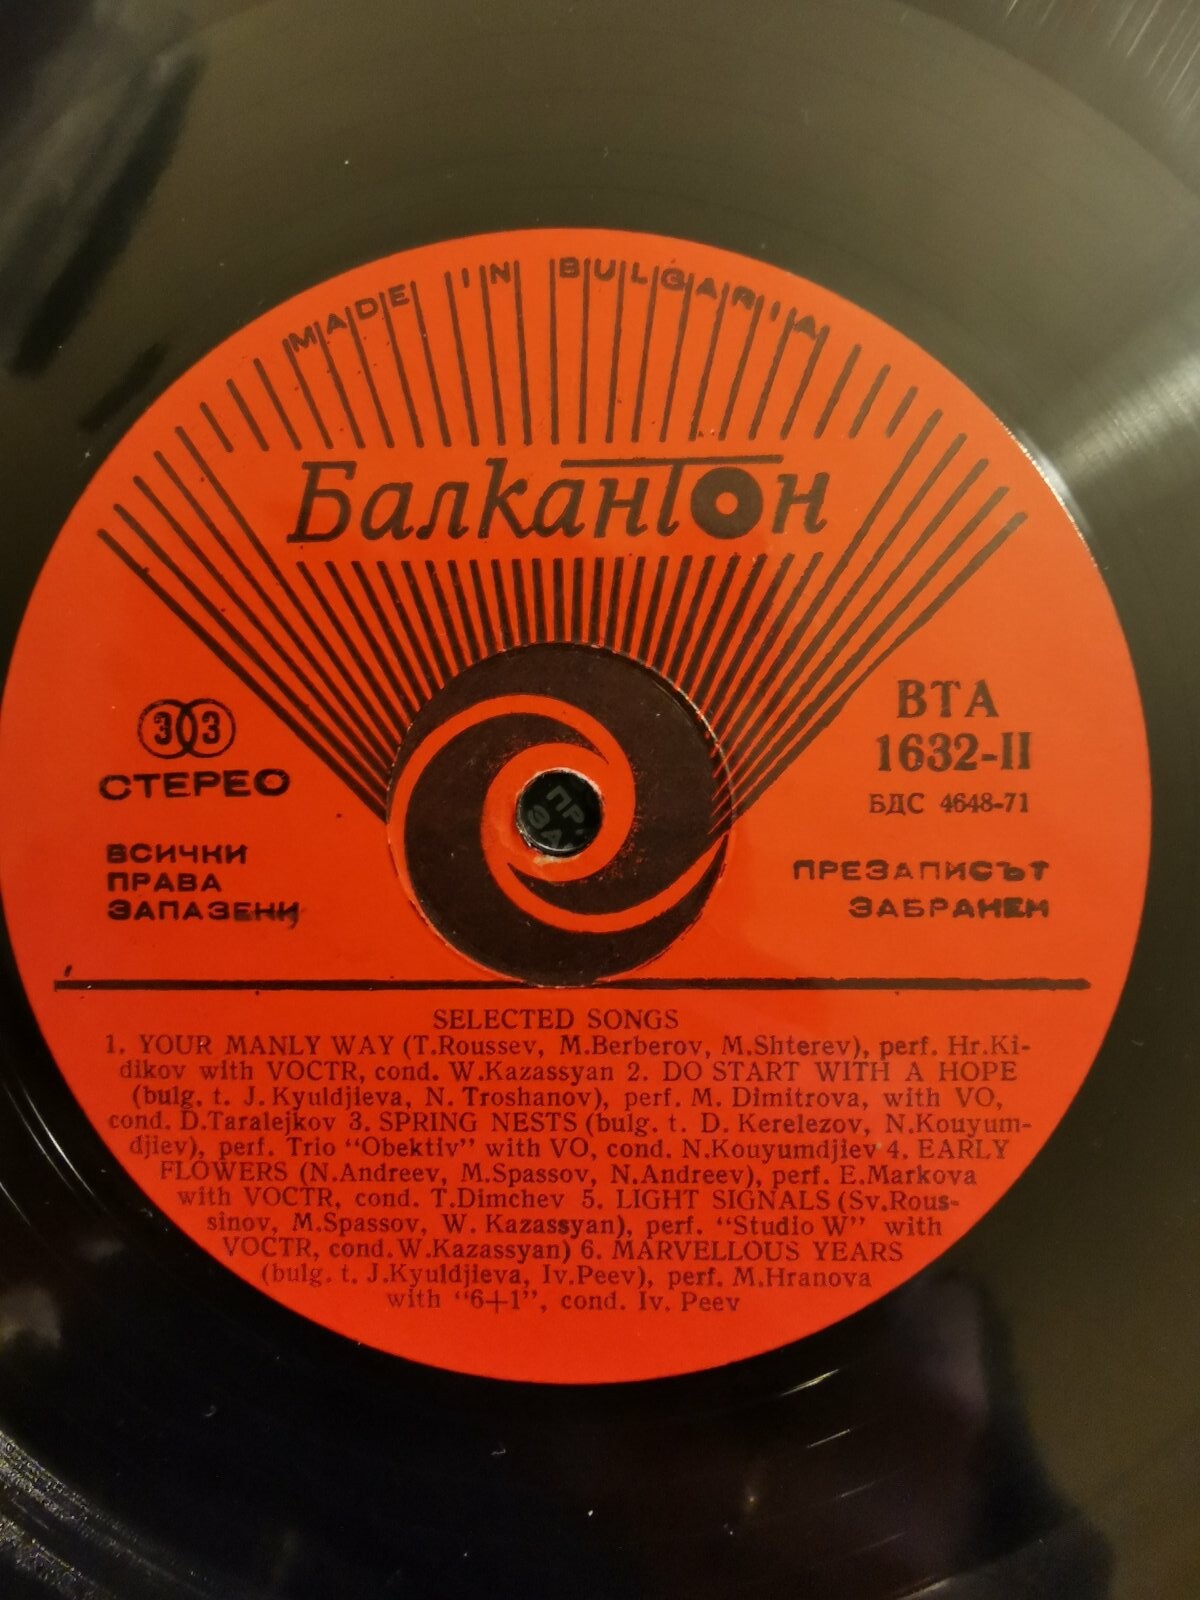 MADE IN BULGARIA
Балкантон
33
СТЕРЕО
ВСИЧКИ
ПРАВА
ЗАПАЗЕНИ
ВТА
1632-II
БДС 4648-71
ПРЕЗАПИСЪТ
ЗАБРАНЕН
ПР
ЗА
SELECTED SONGS
1. YOUR MANLY WAY (T.Roussev, M.Berberov, M.Shterev), perf. Hr.Ki-
dikov with VOCTR, cond. W.Kazassyan 2. DO START WITH A HOPE
(bulg. t. J.Kyuldjieva, N. Troshanov), perf. M. Dimitrova, with VO,
cond. D.Taralejkov 3. SPRING NESTS (bulg. t. D. Kerelezov, N.Kouyum-
djiev), perf. Trio “Obektiv” with VO, cond. N.Kouyumdjiev 4. EARLY
FLOWERS (N.Andreev, M.Spassov, N.Andreev), perf. E.Markova
with VOCTR, cond. T.Dimchev 5. LIGHT SIGNALS (Sv.Rous-
sinov, M.Spassov, W. Kazassyan), perf. “Studio W” with
VOCTR, cond. W.Kazassyan) 6. MARVELLOUS YEARS
(bulg. t. J.Kyuldjieva, Iv.Peev), perf. M.Hranova
with “6+1”, cond. Iv. Peev